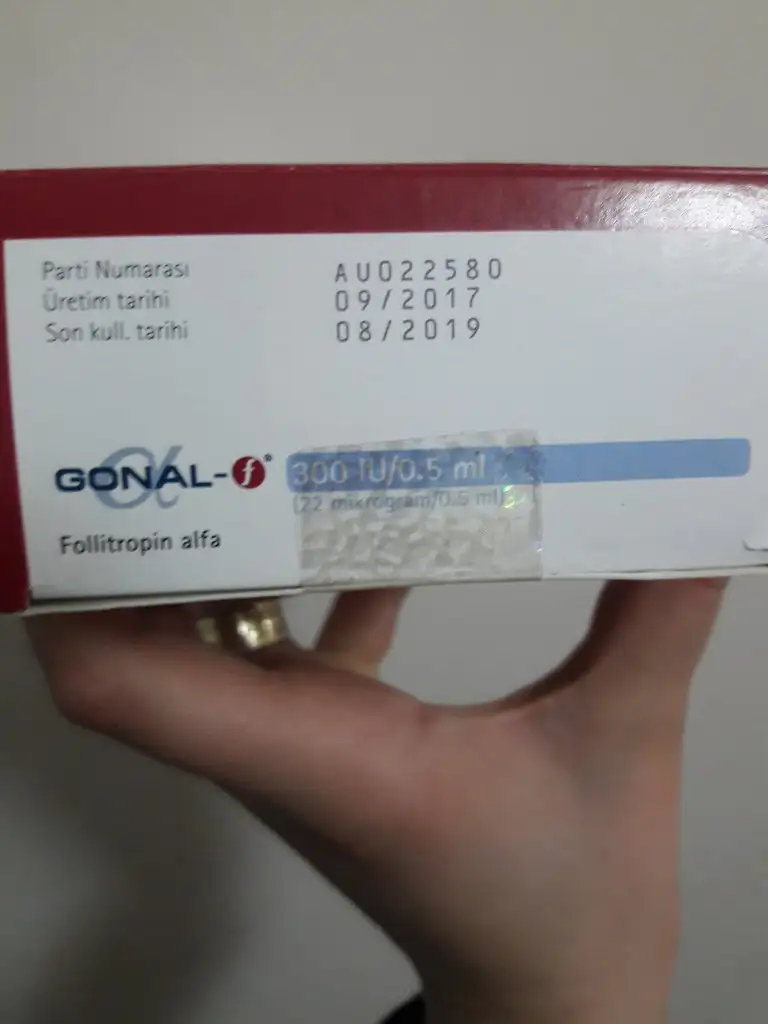 Parti Numarası AU022580
Üretim tarihi 09/2017
Son kull. tarihi 08/2019
GONAL-f® 300 IU/0.5 ml
(22 mikrogram/0.5 ml)
Follitropin alfa